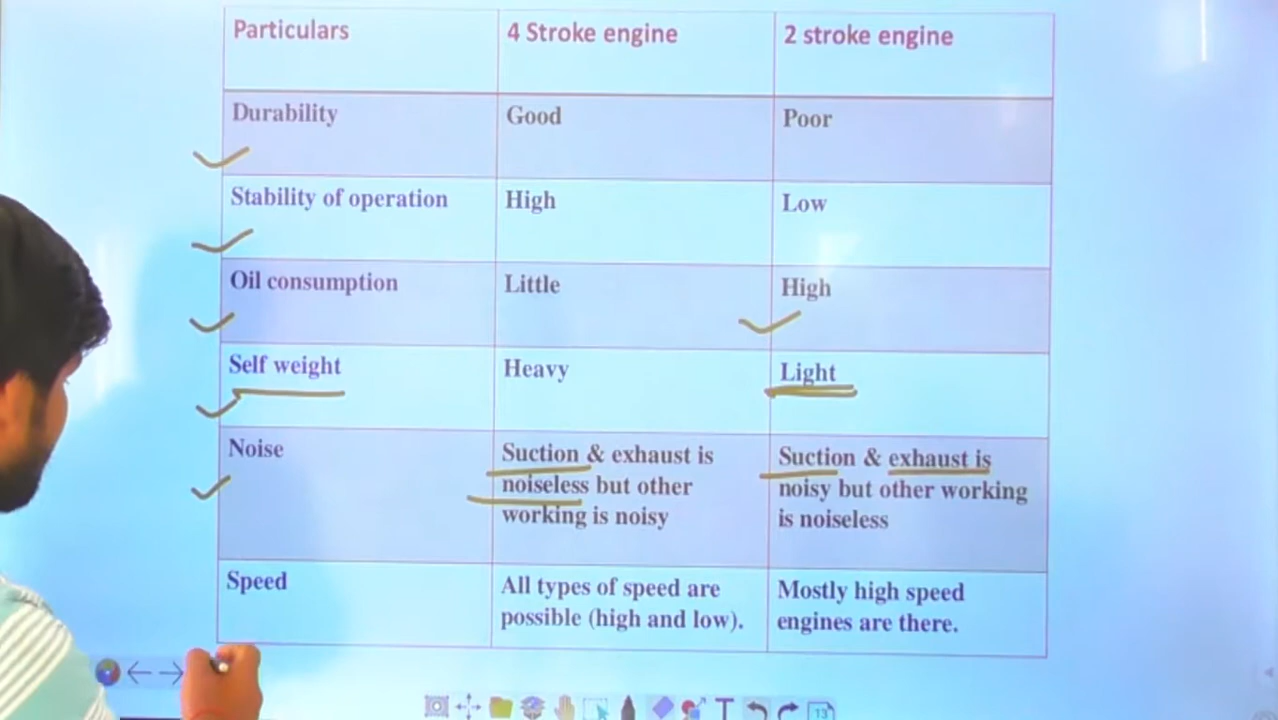 Particulars
4 Stroke engine
2 stroke engine
Durability
Good
Poor
Stability of operation
High
Low
Oil consumption
Little
High
Self weight
Heavy
Light
Noise
Suction & exhaust is
noiseless but other
working is noisy
Suction & exhaust is
noisy but other working
is noiseless
Speed
All types of speed are
possible (high and low).
Mostly high speed
engines are there.
T
13